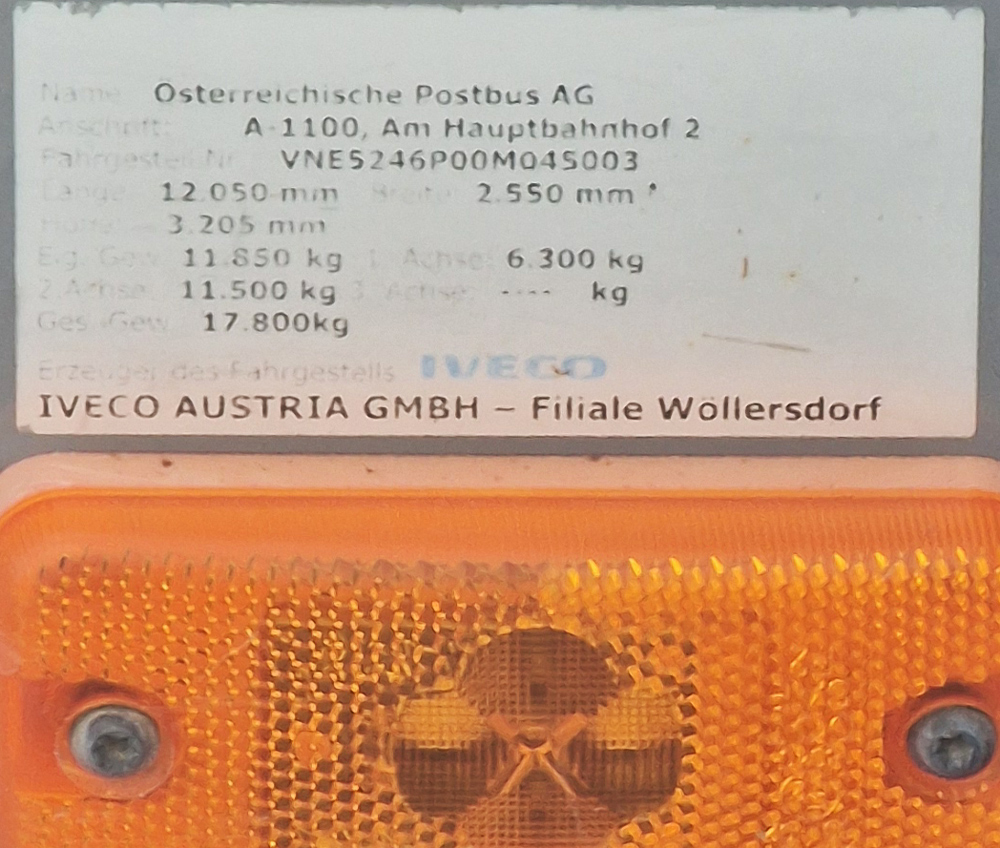 Name Österreichische Postbus AG
Anschrift: A-1100, Am Hauptbahnhof 2
Fahrgestell Nr. VNE5246P00M045003
Länge 12.050 mm Breite 2.550 mm
Höhe 3.205 mm
E.g. Gew. 11.850 kg 1. Achse: 6.300 kg
2.Achse 11.500 kg 3. Achse: ---- kg
Ges. Gew. 17.800kg
Erzeuger des Fahrgestells IVECO
IVECO AUSTRIA GMBH – Filiale Wöllersdorf